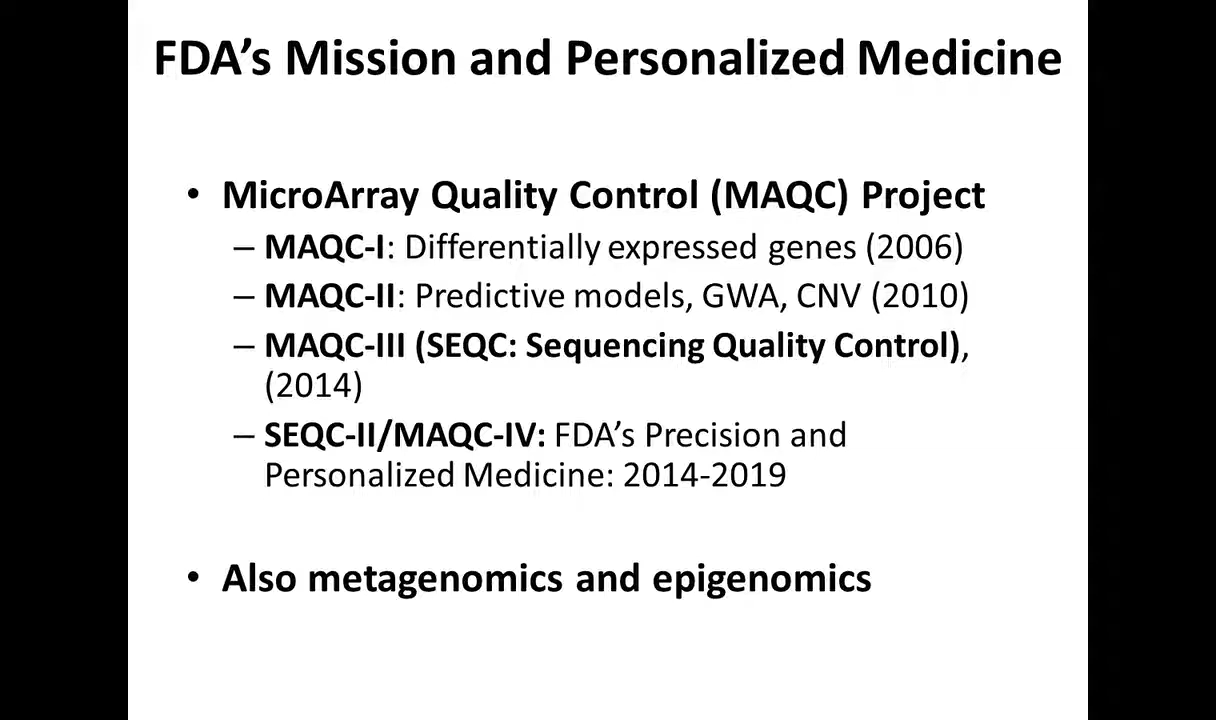 FDA's Mission and Personalized Medicine
• MicroArray Quality Control (MAQC) Project
– MAQC-I: Differentially expressed genes (2006)
– MAQC-II: Predictive models, GWA, CNV (2010)
– MAQC-III (SEQC: Sequencing Quality Control),
(2014)
– SEQC-II/MAQC-IV: FDA's Precision and
Personalized Medicine: 2014-2019
• Also metagenomics and epigenomics